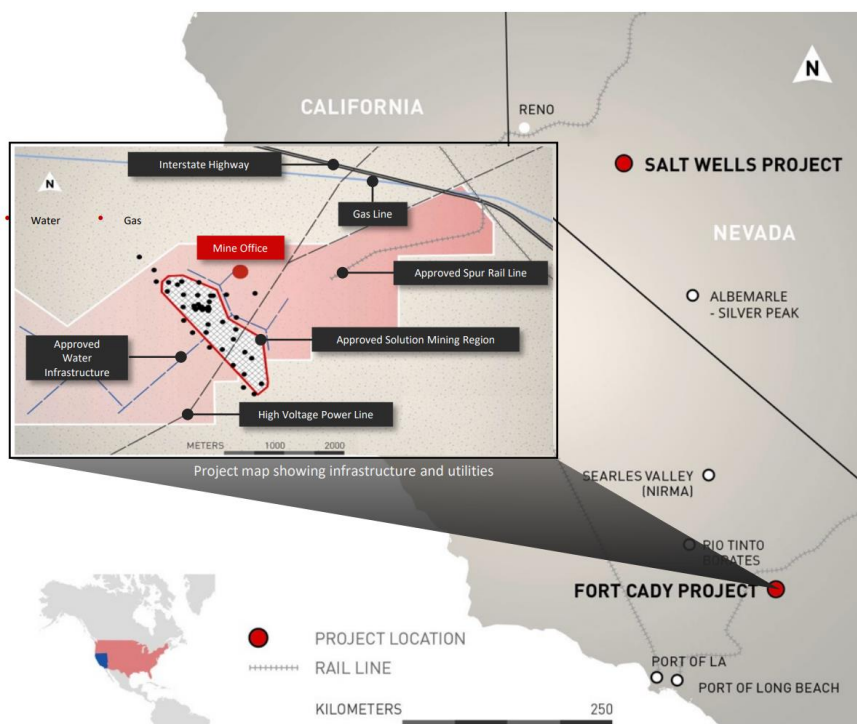 N
CALIFORNIA
RENO
SALT WELLS PROJECT
NEVADA
ALBEMARLE
- SILVER PEAK
SEARLES VALLEY
(NIRMA)
RIO TINTO
BORATES
FORT CADY PROJECT
PORT OF LA
PORT OF LONG BEACH
Interstate Highway
N
Gas Line
Water
Gas
Mine Office
Approved Spur Rail Line
Approved
Water
Infrastructure
Approved Solution Mining Region
High Voltage Power Line
METERS 1000 2000
Project map showing infrastructure and utilities
PROJECT LOCATION
RAIL LINE
KILOMETERS 250